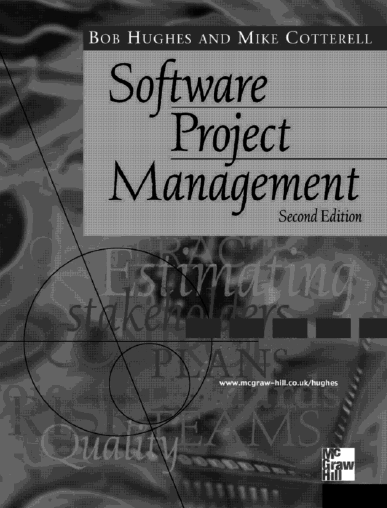 BOB HUGHES AND MIKE COTTERELL
Software
Project
Management
Second Edition
Estimating
stakeholders
PLANS
www.mcgraw-hill.co.uk/hughes
RISK
TEAMS
Quality
Mc
Graw
Hill